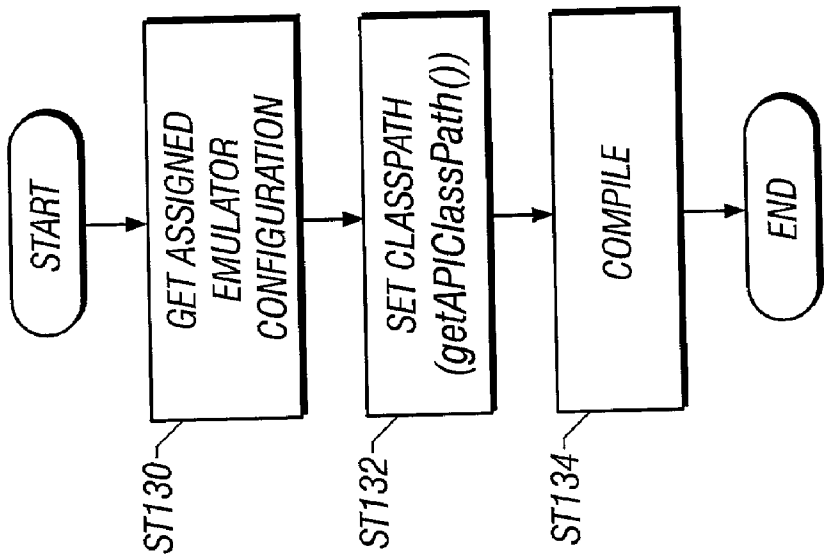 START
ST130
GET ASSIGNED
EMULATOR
CONFIGURATION
ST132
SET CLASSPATH
(getAPIClassPath())
ST134
COMPILE
END